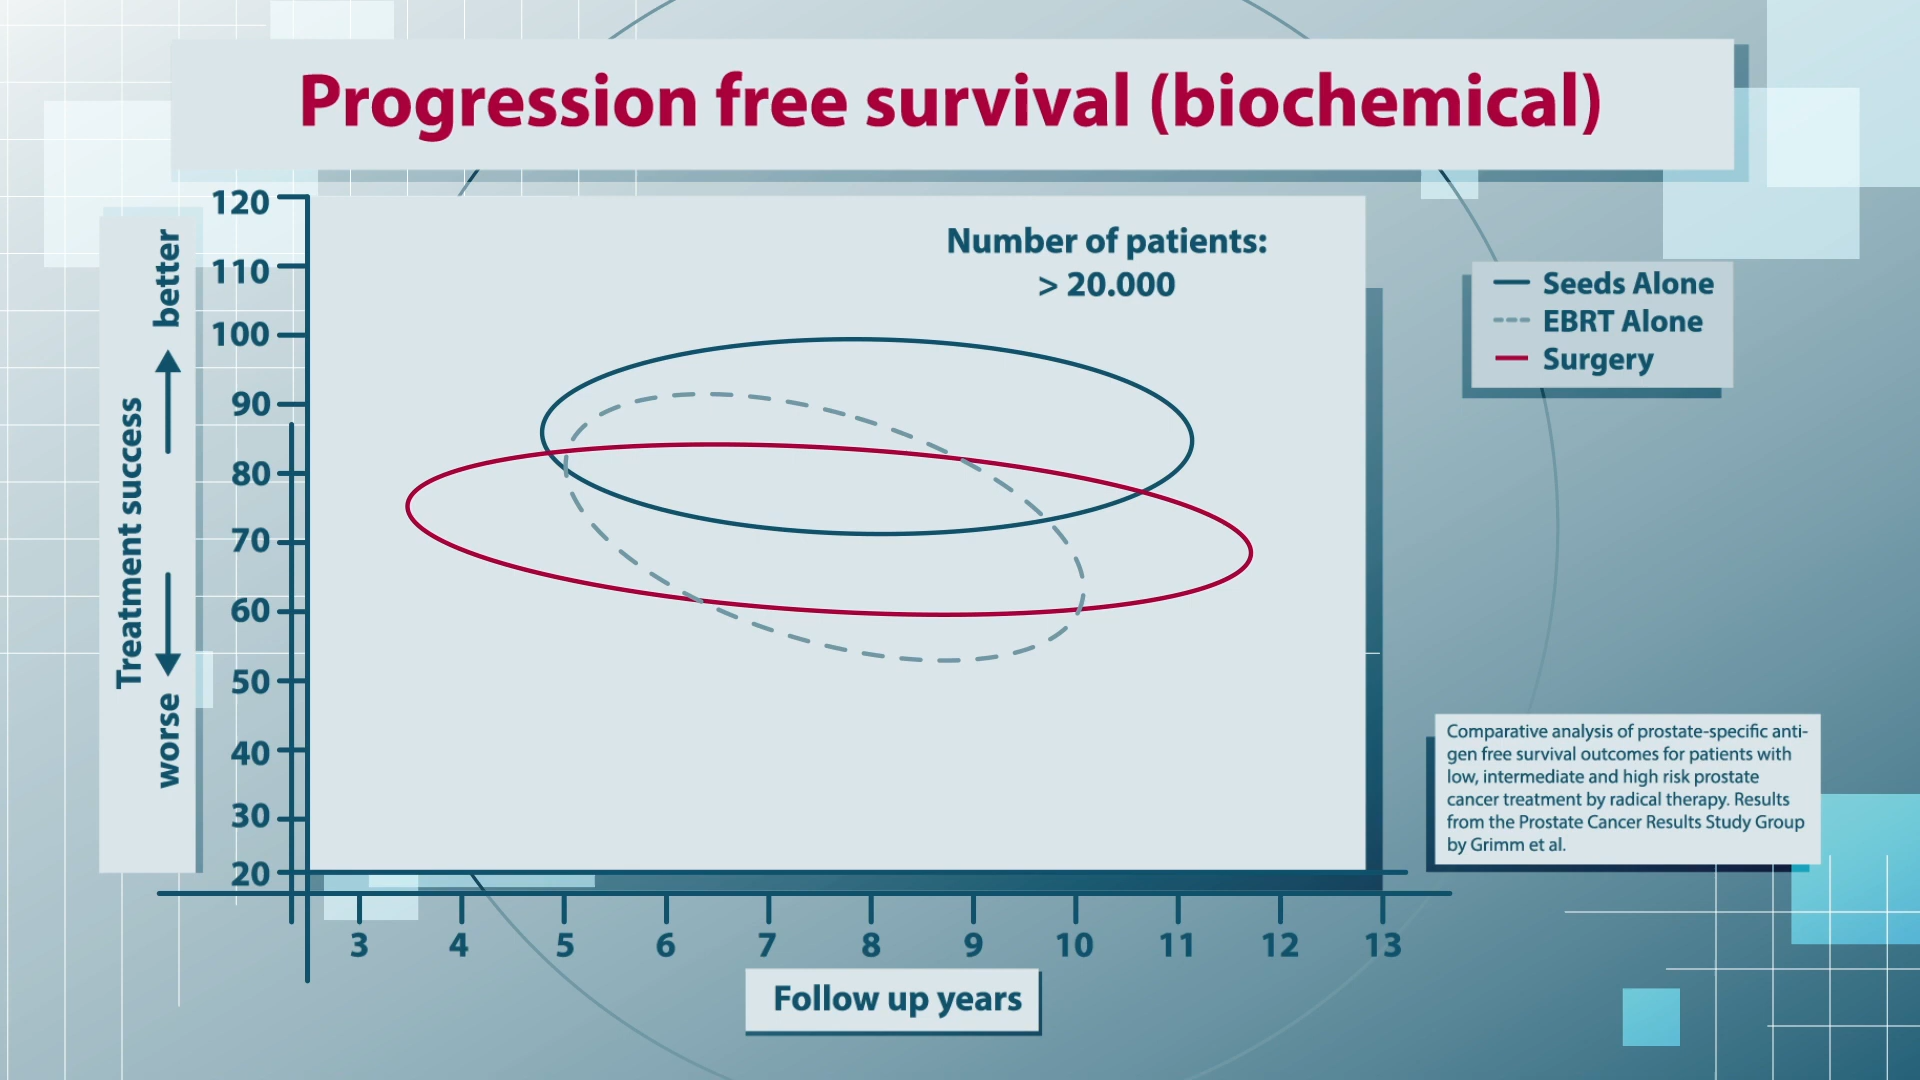 Progression free survival (biochemical)
120
110
100
90
80
70
60
50
40
30
20
better
Treatment success
worse
Number of patients:
> 20.000
Seeds Alone
EBRT Alone
Surgery
Comparative analysis of prostate-specific anti-
gen free survival outcomes for patients with
low, intermediate and high risk prostate
cancer treatment by radical therapy. Results
from the Prostate Cancer Results Study Group
by Grimm et al.
3 4 5 6 7 8 9 10 11 12 13
Follow up years